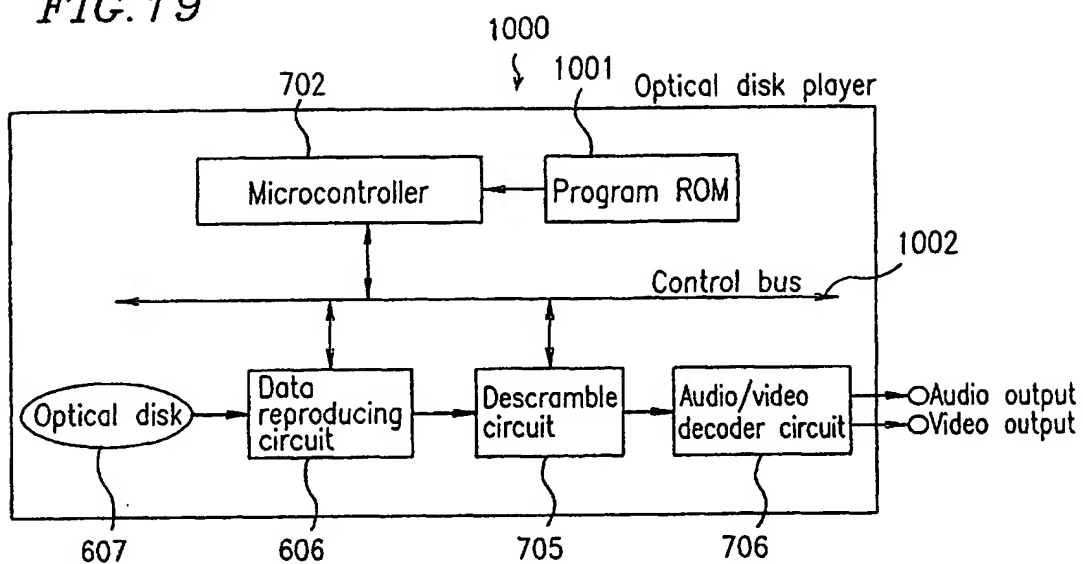 FIG. 19
1000
702
1001
Optical disk player
Microcontroller
Program ROM
1002
Control bus
Optical disk
Data
reproducing
circuit
Descramble
circuit
Audio/video
decoder circuit
Audio output
Video output
607
606
705
706